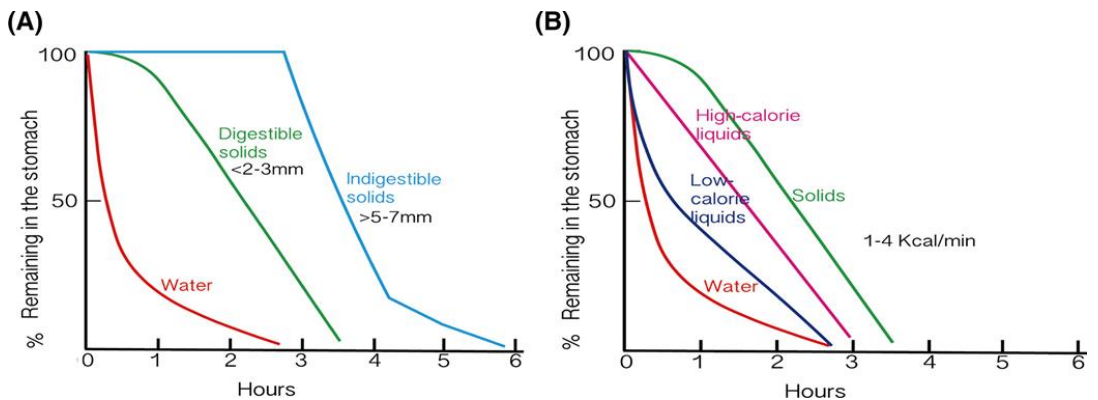 (A)
100
50
% Remaining in the stomach
Digestible
solids
<2-3mm
Indigestible
solids
>5-7mm
Water
0 1 2 3 4 5 6
Hours
(B)
100
50
% Remaining in the stomach
High-calorie
liquids
Low-
calorie
liquids
Solids
1-4 Kcal/min
Water
0 1 2 3 4 5 6
Hours